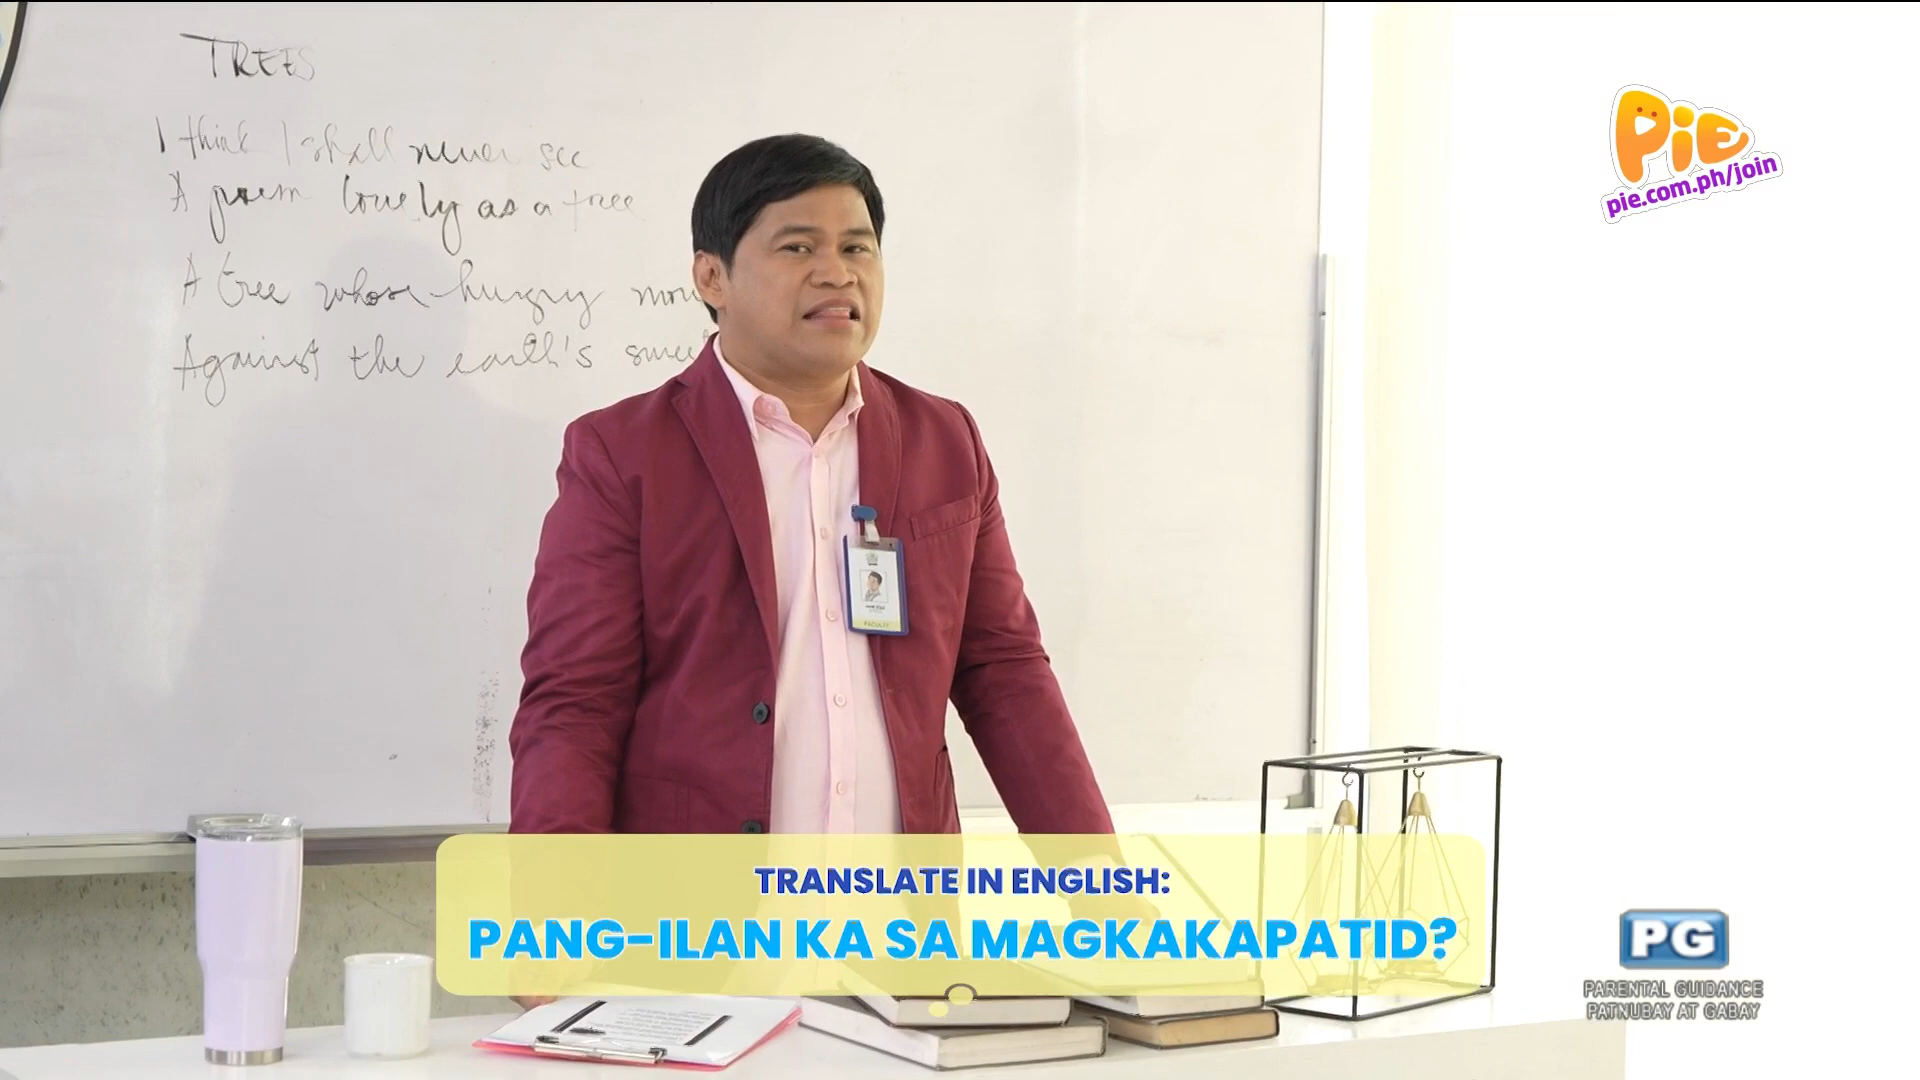 TREES
I think I shall never see
A poem lovely as a tree
A tree whose hungry
Against the earth's
PiE
pie.com.ph/join
FACULTY
TRANSLATE IN ENGLISH:
PANG-ILAN KA SA MAGKAKAPATID?
PG
PARENTAL GUIDANCE
PATNUBAY AT GABAY